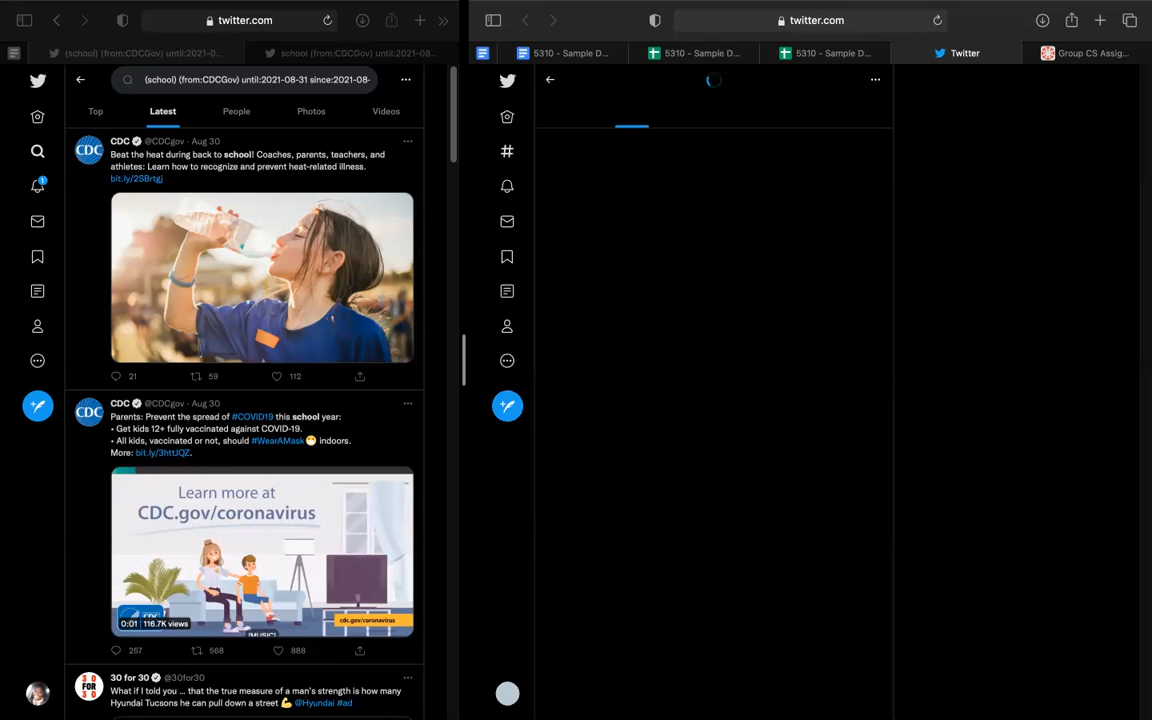 twitter.com
(school) (from:CDCGov) until:2021-0...
school (from:CDCGov) until:2021-08...
(school) (from:CDCGov) until:2021-08-31 since:2021-08-
Top
Latest
People
Photos
Videos
1
CDC @CDCgov · Aug 30
Beat the heat during back to school! Coaches, parents, teachers, and
athletes: Learn how to recognize and prevent heat-related illness.
bit.ly/2SBrtgj
21
59
112
CDC @CDCgov · Aug 30
Parents: Prevent the spread of #COVID19 this school year:
• Get kids 12+ fully vaccinated against COVID-19.
• All kids, vaccinated or not, should #WearAMask indoors.
More: bit.ly/3httJQZ.
Learn more at
CDC.gov/coronavirus
0:01 116.7K views
[MUSIC]
cdc.gov/coronavirus
257
568
888
30 FOR 30
30 for 30 @30for30
What if I told you ... that the true measure of a man's strength is how many
Hyundai Tucsons he can pull down a street @Hyundai #ad
twitter.com
5310 - Sample D...
5310 - Sample D...
5310 - Sample D...
Twitter
Group CS Assig...